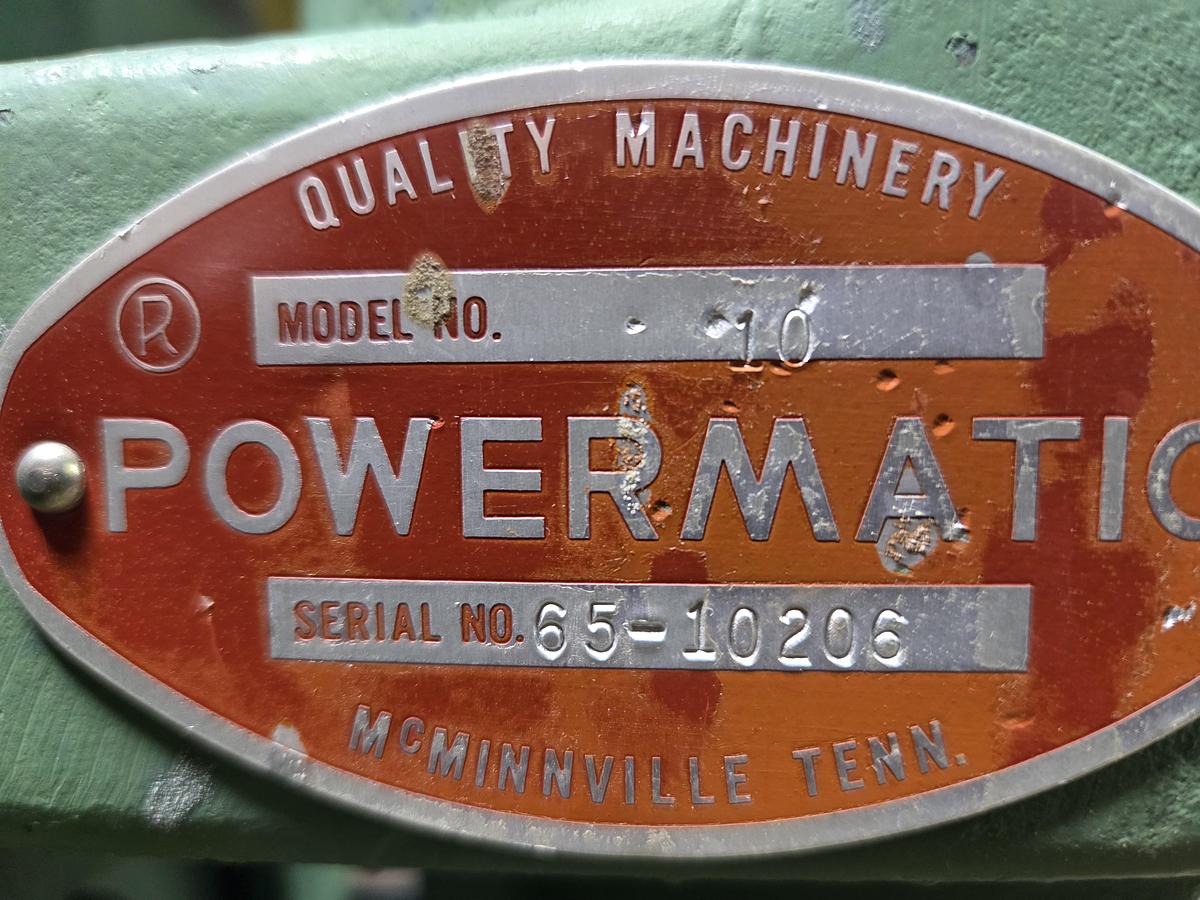 QUALITY MACHINERY
®
MODEL NO. 10
POWERMATIC
SERIAL NO. 65-10206
McMINNVILLE TENN.